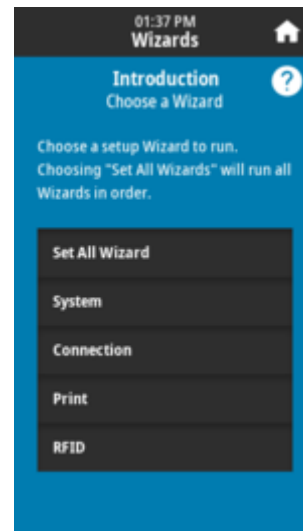 01:37 PM
Wizards
Introduction
?
Choose a Wizard
Choose a setup Wizard to run.
Choosing "Set All Wizards" will run all
Wizards in order.
Set All Wizard
System
Connection
Print
RFID